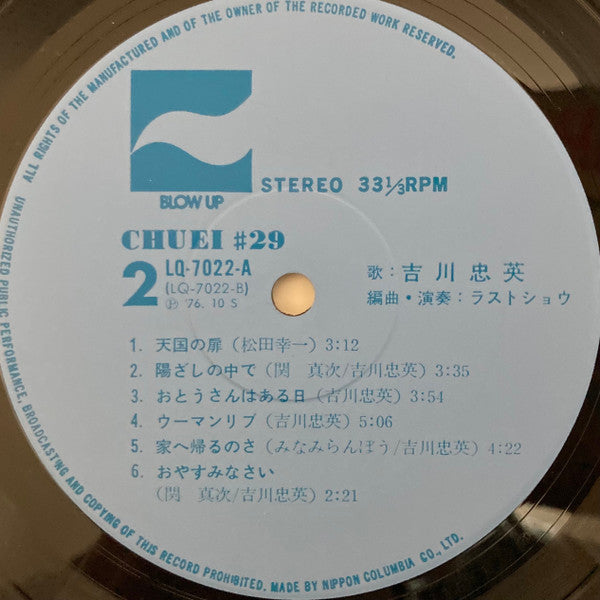 ALL RIGHTS OF THE MANUFACTURED AND OF THE OWNER OF THE RECORDED WORK RESERVED.
BLOW UP
STEREO 33⅓RPM
CHUEI #29
2 LQ-7022-A
(LQ-7022-B)
Ⓟ '76. 10 S
歌：吉川忠英
編曲・演奏：ラストショウ
1. 天国の扉（松田幸一）3:12
2. 陽ざしの中で（関 真次/吉川忠英）3:35
3. おとうさんはある日（吉川忠英）3:54
4. ウーマンリブ（吉川忠英）5:06
5. 家へ帰るのさ（みなみらんぼう/吉川忠英）4:22
6. おやすみなさい
（関 真次/吉川忠英）2:21
UNAUTHORIZED PUBLIC PERFORMANCE, BROADCASTING AND COPYING OF THIS RECORD PROHIBITED. MADE BY NIPPON COLUMBIA CO., LTD.